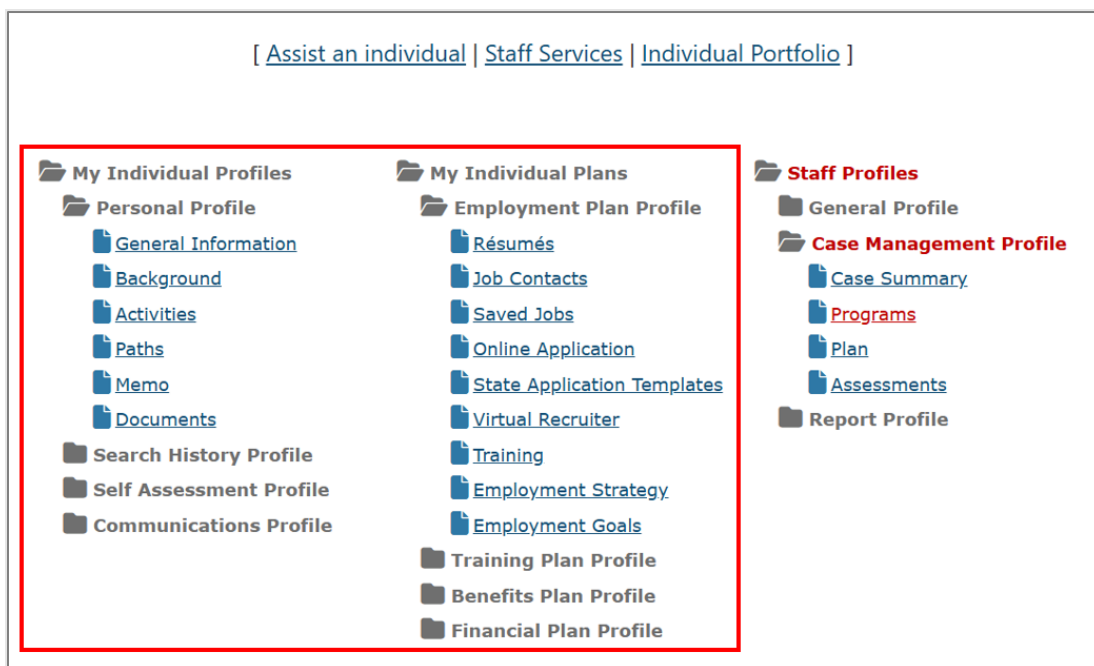 [ Assist an individual | Staff Services | Individual Portfolio ]
My Individual Profiles
Personal Profile
General Information
Background
Activities
Paths
Memo
Documents
Search History Profile
Self Assessment Profile
Communications Profile
My Individual Plans
Employment Plan Profile
Résumés
Job Contacts
Saved Jobs
Online Application
State Application Templates
Virtual Recruiter
Training
Employment Strategy
Employment Goals
Training Plan Profile
Benefits Plan Profile
Financial Plan Profile
Staff Profiles
General Profile
Case Management Profile
Case Summary
Programs
Plan
Assessments
Report Profile